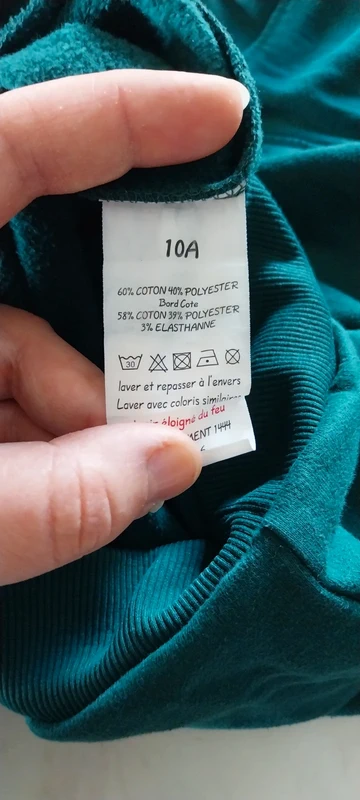 10A
60% COTON 40% POLYESTER
Bord Cote
58% COTON 39% POLYESTER
3% ELASTHANNE
30
laver et repasser à l'envers
Laver avec coloris similaires
éloigné du feu
MENT 1444